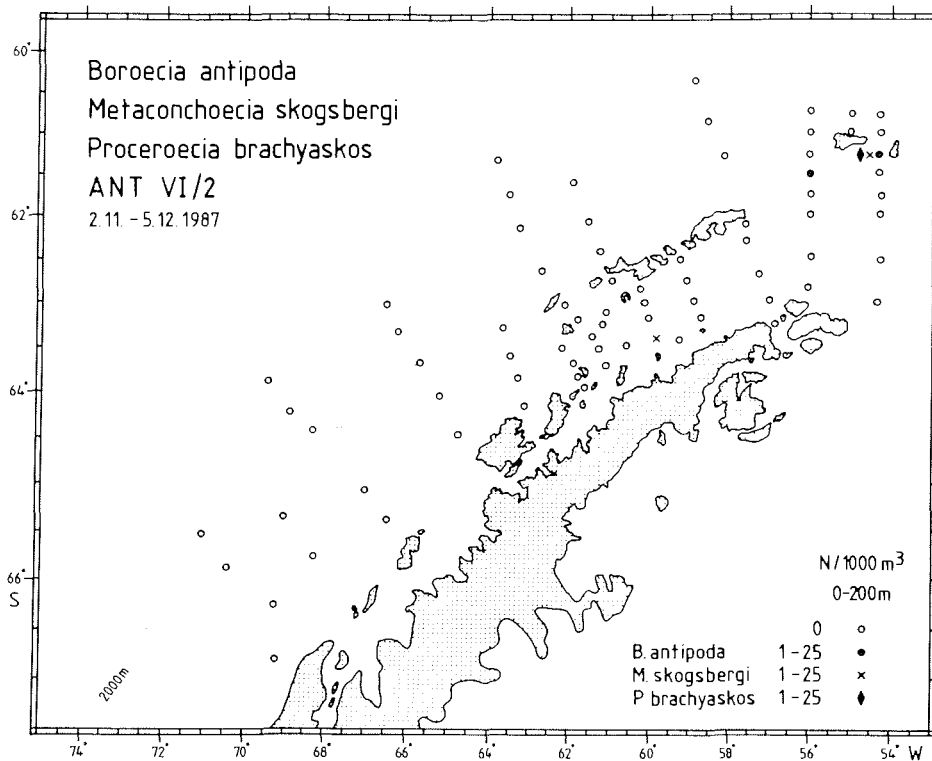 Boroecia antipoda
Metaconchoecia skogsbergi
Proceroecia brachyaskos
ANT VI/2
2.11. - 5.12.1987
60°
62°
64°
66°
S
2000m
N/1000 m³
0-200m
0
B. antipoda 1-25
M. skogsbergi 1-25
P brachyaskos 1-25
74° 72° 70° 68° 66° 64° 62° 60° 58° 56° 54° W